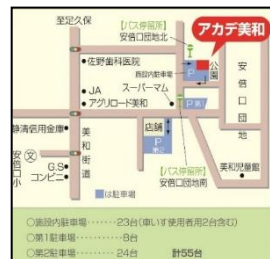 至足久保
【バス停留所】
安倍口団地北
アカデ美和
佐野歯科医院
施設内駐車場
P
公園
安倍口団地
JA
スーパーマム
アグリロード美和
P第1
静清信用金庫
店舗
P
第2
美和街道
安倍口小
文
G.S
コンビニ
【バス停留所】
安倍口団地南
美和児童館
は駐車場
○施設内駐車場・・・・・・・23台(車いす使用者用2台含む)
○第1駐車場・・・・・・・・・8台
○第2駐車場・・・・・・・・・24台 計55台